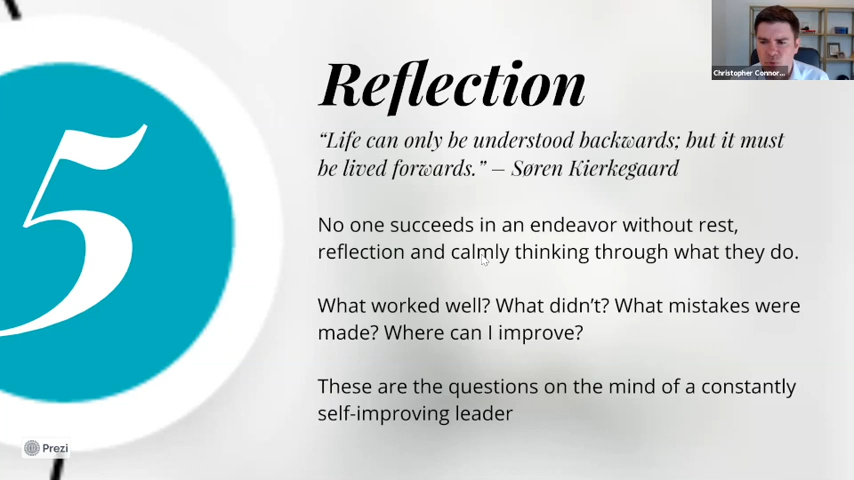 Christopher Connor...
5
Reflection
“Life can only be understood backwards; but it must
be lived forwards.” – Søren Kierkegaard
No one succeeds in an endeavor without rest,
reflection and calmly thinking through what they do.
What worked well? What didn’t? What mistakes were
made? Where can I improve?
These are the questions on the mind of a constantly
self-improving leader
Prezi